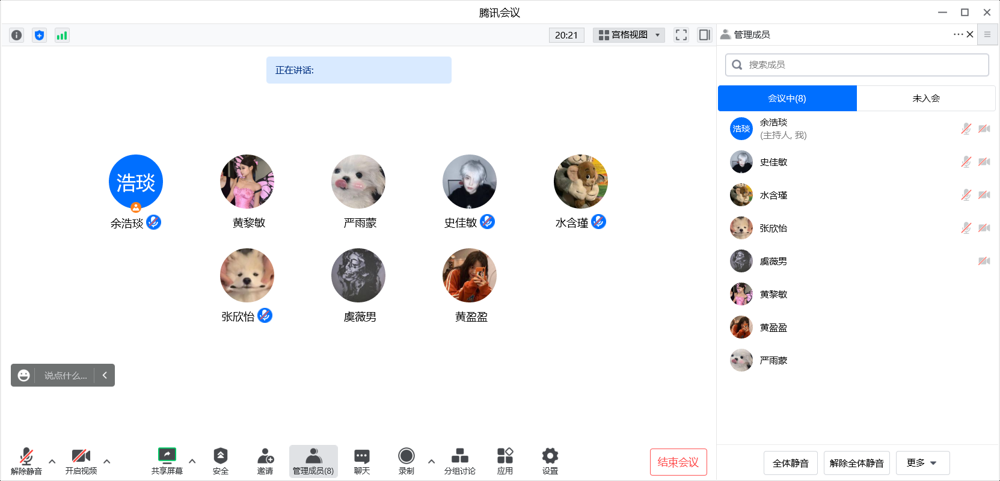 腾讯会议
20:21
宫格视图
管理成员
正在讲话:
搜索成员
会议中(8)
未入会
浩琰
余浩琰
(主持人, 我)
史佳敏
水含瑾
张欣怡
虞薇男
黄黎敏
黄盈盈
严雨蒙
浩琰
余浩琰
黄黎敏
严雨蒙
史佳敏
水含瑾
张欣怡
虞薇男
黄盈盈
说点什么...
解除静音
开启视频
共享屏幕
安全
邀请
管理成员(8)
聊天
录制
分组讨论
应用
设置
结束会议
全体静音
解除全体静音
更多